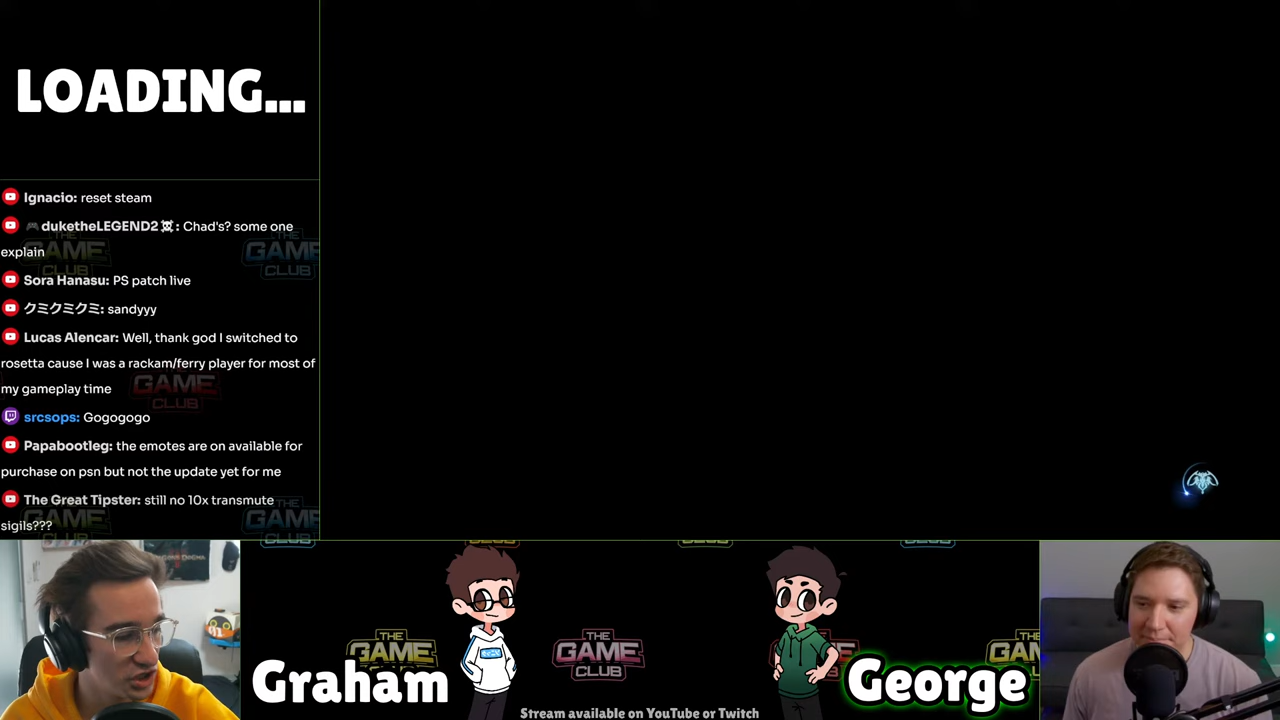 LOADING...
Ignacio: reset steam
duketheLEGEND2☠: Chad's? some one
explain
Sora Hanasu: PS patch live
クミクミクミ: sandyyy
Lucas Alencar: Well, thank god I switched to
rosetta cause I was a rackam/ferry player for most of
my gameplay time
srcsops: Gogogogo
Papabootleg: the emotes are on available for
purchase on psn but not the update yet for me
The Great Tipster: still no 10x transmute
sigils???
THE
GAME
CLUB
THE
GAME
CLUB
THE
GAME
CLUB
Graham
George
Stream available on YouTube or Twitch